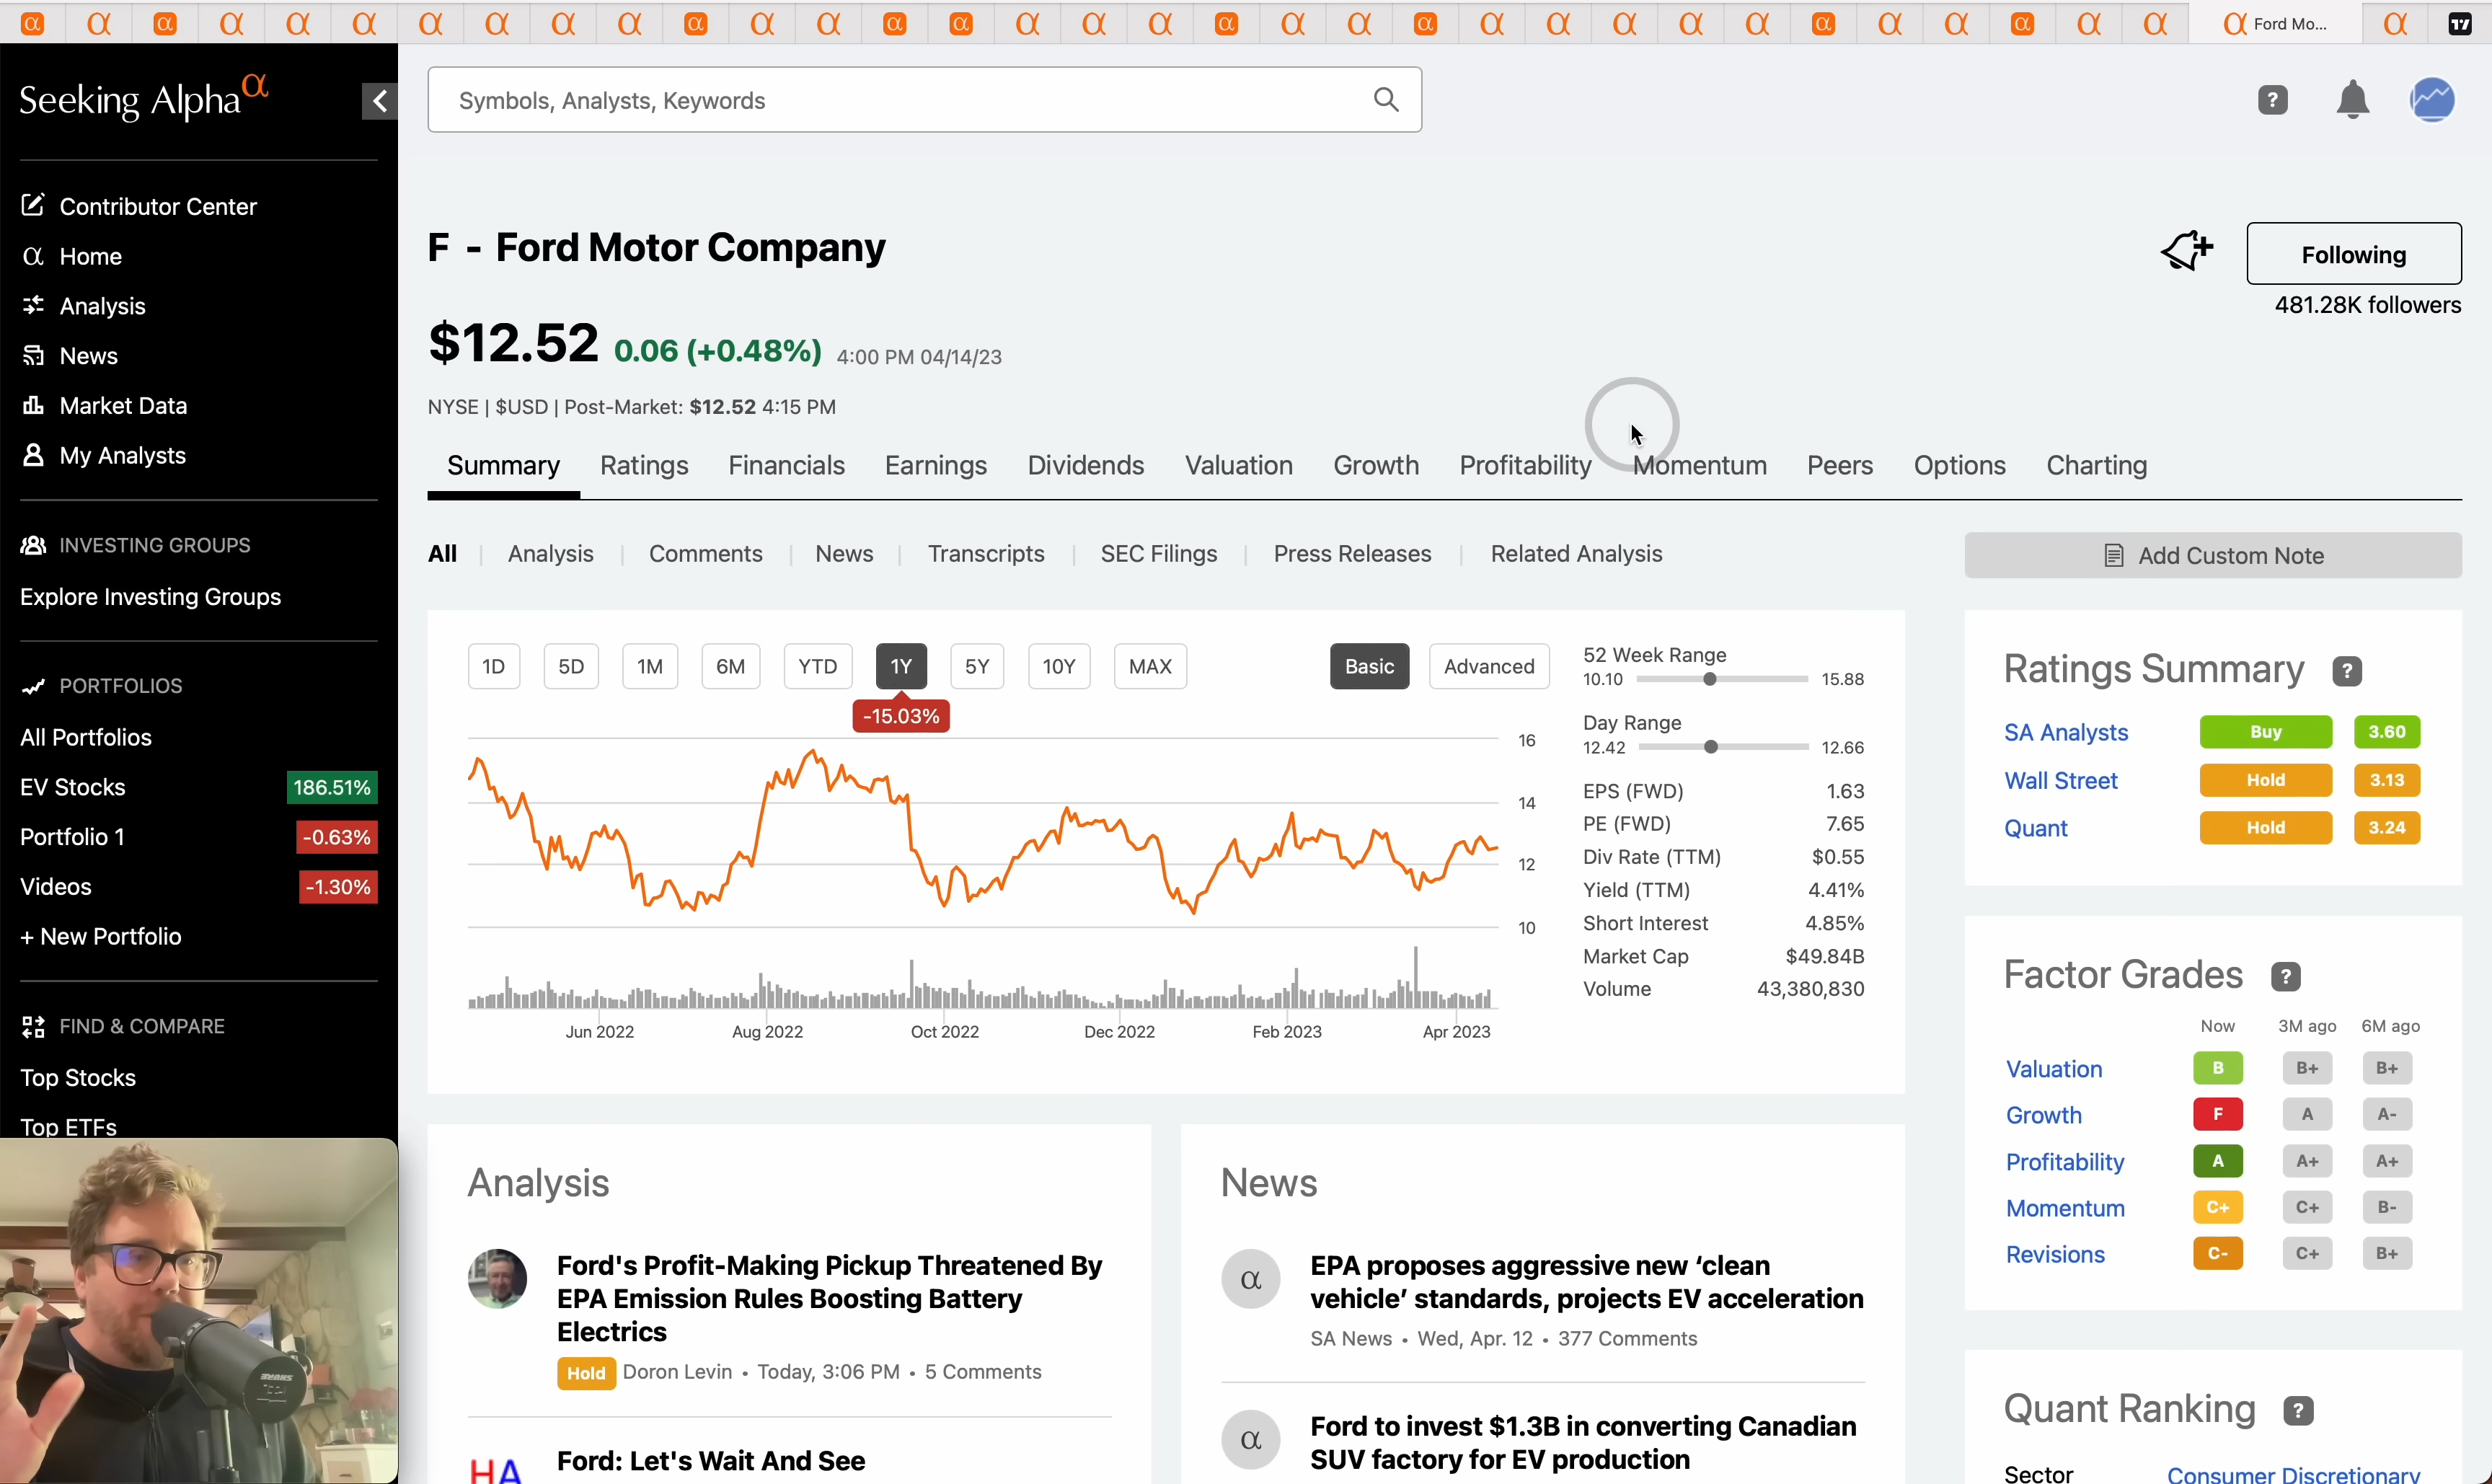 Ford Mo...
Seeking Alpha α
Symbols, Analysts, Keywords
?
Contributor Center
Home
Analysis
News
Market Data
My Analysts
INVESTING GROUPS
Explore Investing Groups
PORTFOLIOS
All Portfolios
EV Stocks 186.51%
Portfolio 1 -0.63%
Videos -1.30%
+ New Portfolio
FIND & COMPARE
Top Stocks
Top ETFs
F - Ford Motor Company
Following
481.28K followers
$12.52 0.06 (+0.48%) 4:00 PM 04/14/23
NYSE | $USD | Post-Market: $12.52 4:15 PM
Summary Ratings Financials Earnings Dividends Valuation Growth Profitability Momentum Peers Options Charting
All | Analysis | Comments | News | Transcripts | SEC Filings | Press Releases | Related Analysis
Add Custom Note
1D 5D 1M 6M YTD 1Y 5Y 10Y MAX Basic Advanced
-15.03%
16
14
12
10
Jun 2022 Aug 2022 Oct 2022 Dec 2022 Feb 2023 Apr 2023
52 Week Range
10.10 15.88
Day Range
12.42 12.66
EPS (FWD) 1.63
PE (FWD) 7.65
Div Rate (TTM) $0.55
Yield (TTM) 4.41%
Short Interest 4.85%
Market Cap $49.84B
Volume 43,380,830
Ratings Summary ?
SA Analysts Buy 3.60
Wall Street Hold 3.13
Quant Hold 3.24
Factor Grades ?
Now 3M ago 6M ago
Valuation B B+ B+
Growth F A A-
Profitability A A+ A+
Momentum C+ C+ B-
Revisions C- C+ B+
Quant Ranking ?
Sector Consumer Discretionary
Analysis
Ford's Profit-Making Pickup Threatened By
EPA Emission Rules Boosting Battery
Electrics
Hold Doron Levin • Today, 3:06 PM • 5 Comments
HA
Ford: Let's Wait And See
News
α
EPA proposes aggressive new ‘clean
vehicle’ standards, projects EV acceleration
SA News • Wed, Apr. 12 • 377 Comments
α
Ford to invest $1.3B in converting Canadian
SUV factory for EV production
SHURE